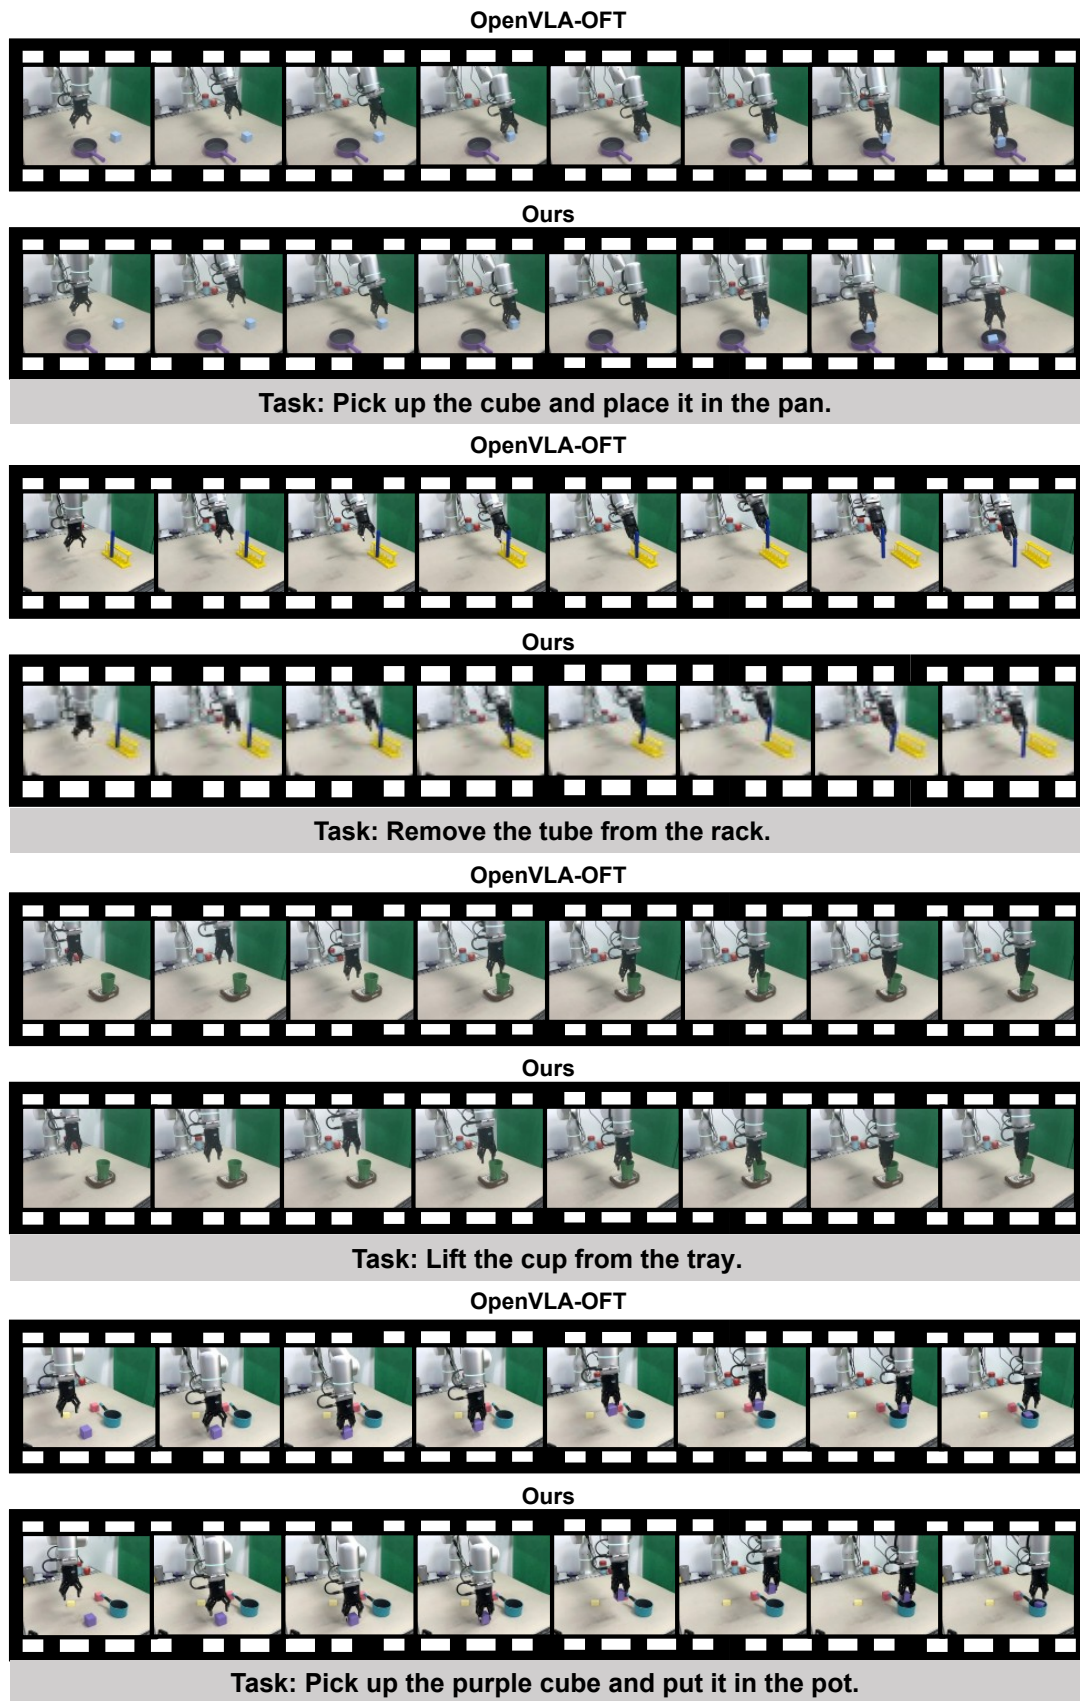 OpenVLA-OFT
Ours
Task: Pick up the cube and place it in the pan.
OpenVLA-OFT
Ours
Task: Remove the tube from the rack.
OpenVLA-OFT
Ours
Task: Lift the cup from the tray.
OpenVLA-OFT
Ours
Task: Pick up the purple cube and put it in the pot.